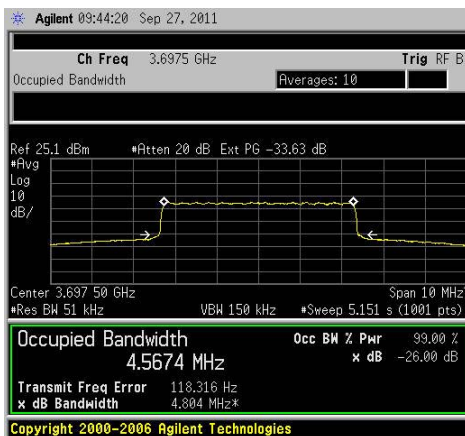 Agilent 09:44:20 Sep 27, 2011
Ch Freq 3.6975 GHz Trig RF B
Occupied Bandwidth Averages: 10
Ref 25.1 dBm #Atten 20 dB Ext PG -33.63 dB
#Avg
Log
10
dB/
Center 3.697 50 GHz Span 10 MHz
#Res BW 51 kHz VBW 150 kHz #Sweep 5.151 s (1001 pts)
Occupied Bandwidth Occ BW % Pwr 99.00 %
4.5674 MHz x dB -26.00 dB
Transmit Freq Error 118.316 Hz
x dB Bandwidth 4.804 MHz*
Copyright 2000-2006 Agilent Technologies